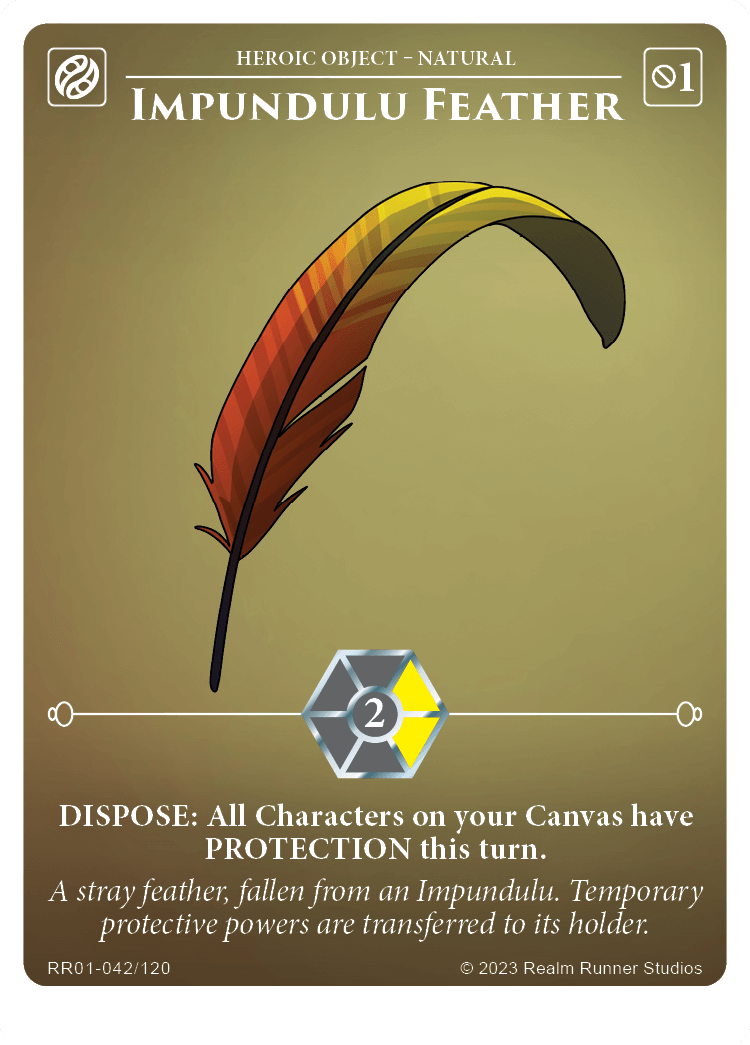 HEROIC OBJECT – NATURAL
IMPUNDULU FEATHER
1
2
DISPOSE: All Characters on your Canvas have
PROTECTION this turn.
A stray feather, fallen from an Impundulu. Temporary
protective powers are transferred to its holder.
RR01-042/120
© 2023 Realm Runner Studios